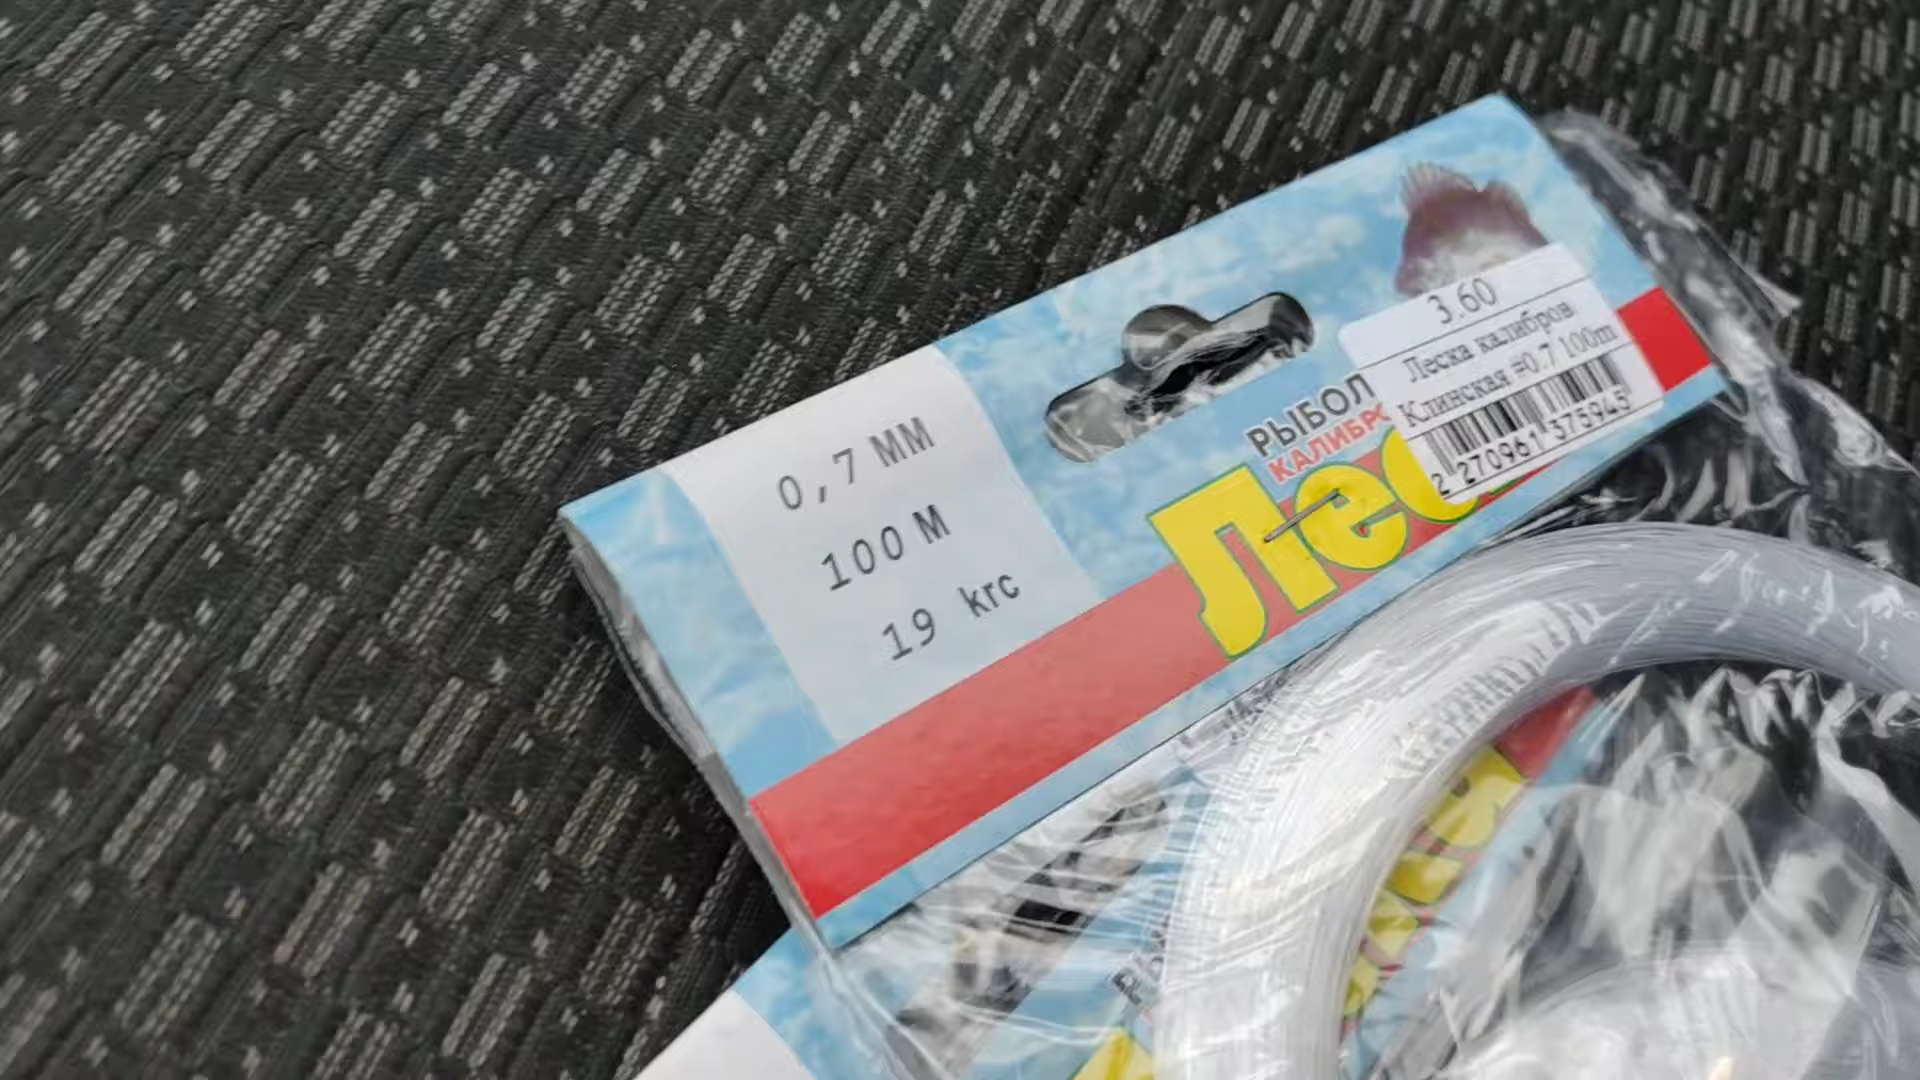 0,7 ММ
100 М
19 кгс
РЫБОЛ
КАЛИБРО
Лес
3.60
Леска калибров
Клинская =0.7 100m
2 270961 375945